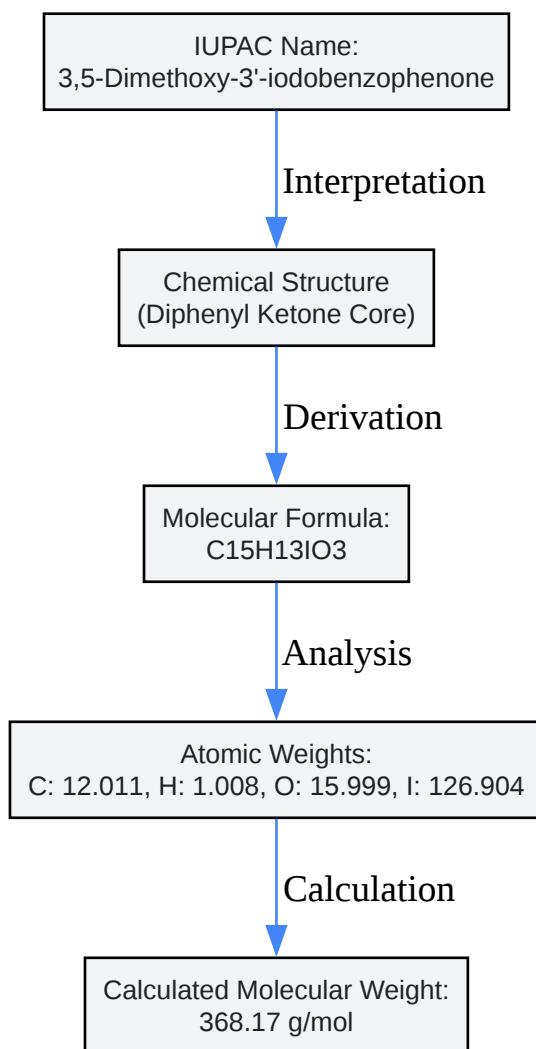 IUPAC Name:
3,5-Dimethoxy-3'-iodobenzophenone
Interpretation
Chemical Structure
(Diphenyl Ketone Core)
Derivation
Molecular Formula:
C15H13IO3
Analysis
Atomic Weights:
C: 12.011, H: 1.008, O: 15.999, I: 126.904
Calculation
Calculated Molecular Weight:
368.17 g/mol